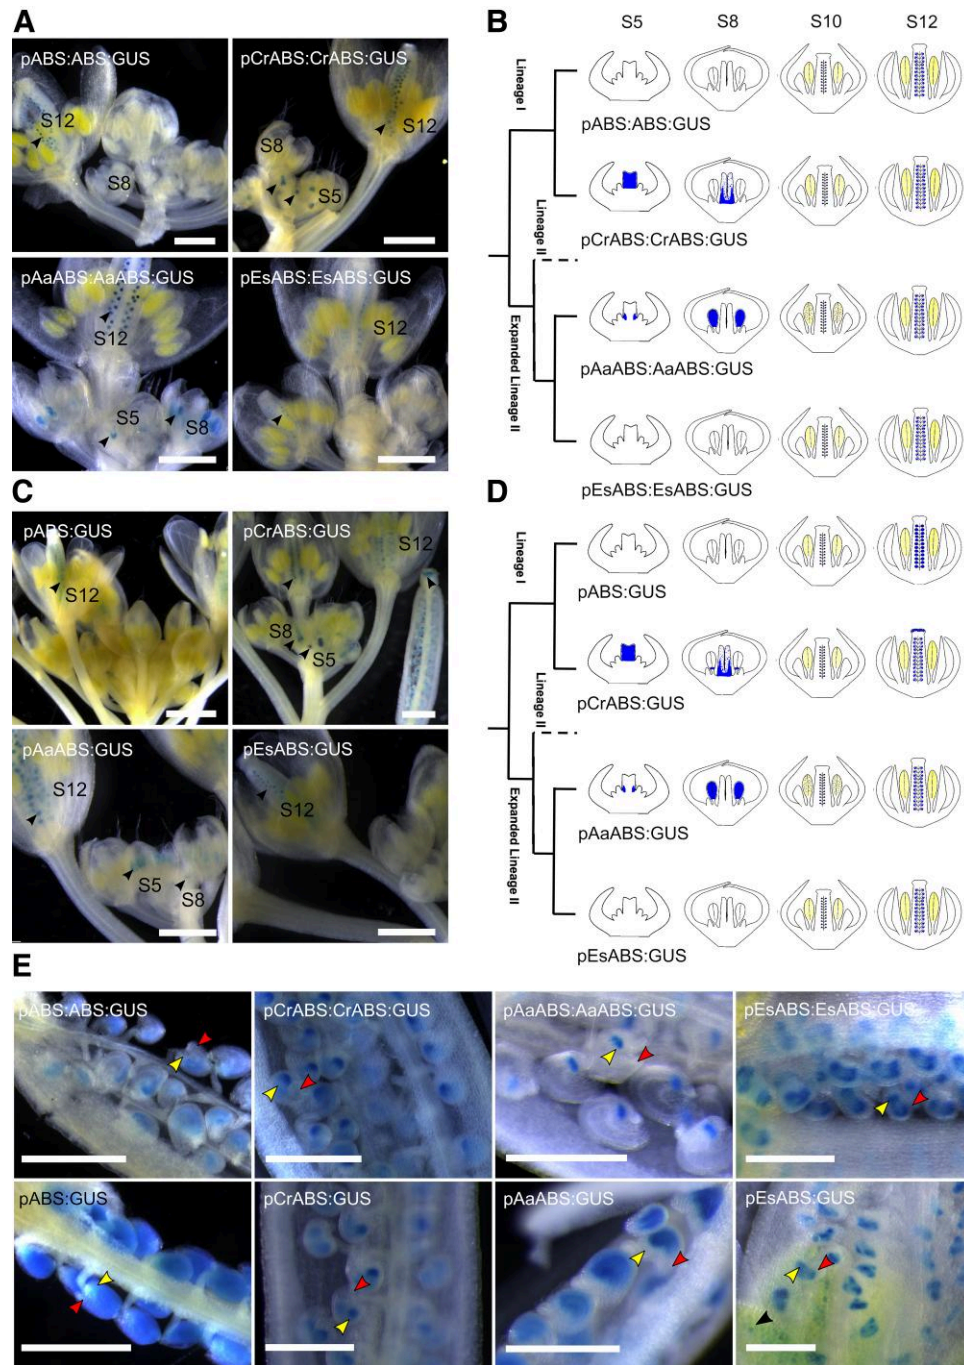 A
pABS:ABS:GUS
S12
S8
pCrABS:CrABS:GUS
S8
S12
S5
pAaABS:AaABS:GUS
S12
S5
S8
pEsABS:EsABS:GUS
S12
B
S5 S8 S10 S12
Lineage I
pABS:ABS:GUS
Lineage II
pCrABS:CrABS:GUS
Expanded Lineage II
pAaABS:AaABS:GUS
pEsABS:EsABS:GUS
C
pABS:GUS
S12
pCrABS:GUS
S12
S8
S5
pAaABS:GUS
S12
S5
S8
pEsABS:GUS
S12
D
Lineage I
pABS:GUS
Lineage II
pCrABS:GUS
Expanded Lineage II
pAaABS:GUS
pEsABS:GUS
E
pABS:ABS:GUS
pCrABS:CrABS:GUS
pAaABS:AaABS:GUS
pEsABS:EsABS:GUS
pABS:GUS
pCrABS:GUS
pAaABS:GUS
pEsABS:GUS